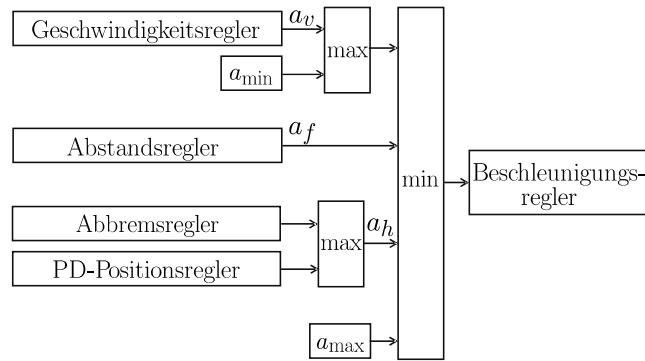 Geschwindigkeitsregler
a_v
a_min
max
Abstandsregler
a_f
Abbremsregler
PD-Positionsregler
max
a_h
a_max
min
Beschleunigungs-
regler